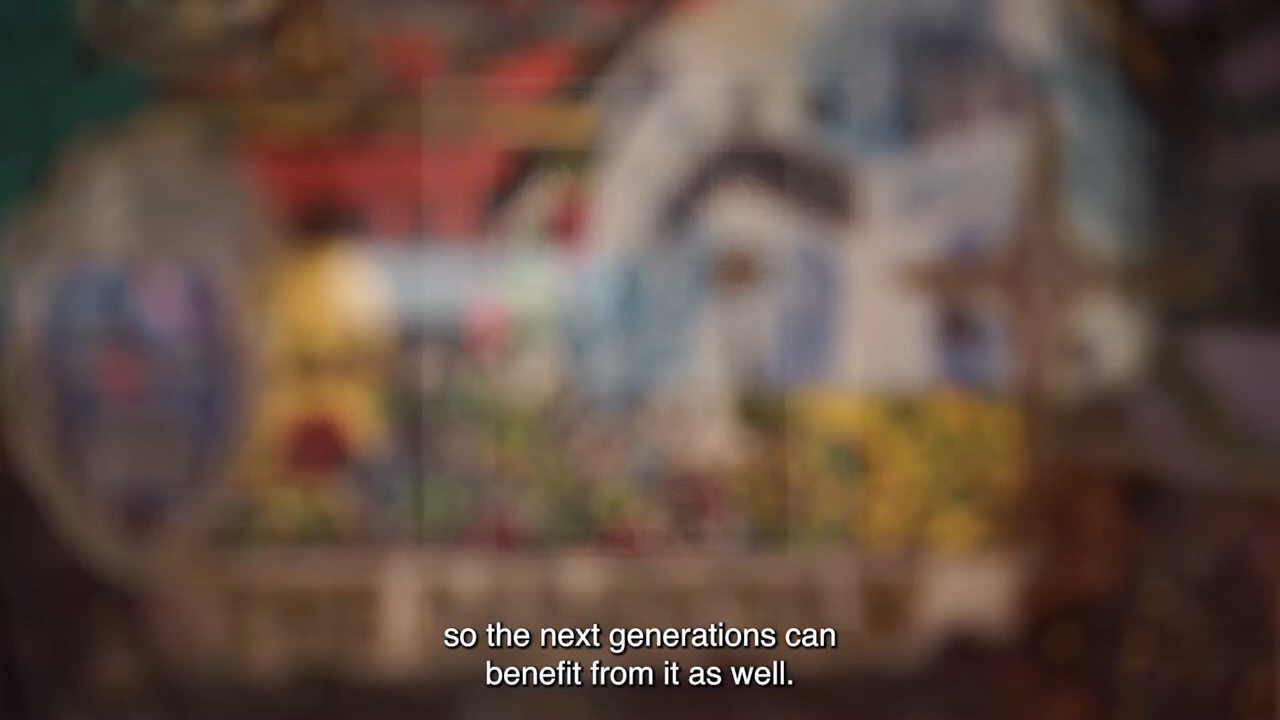 so the next generations can
benefit from it as well.